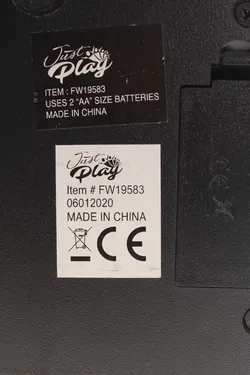 Just
Play
ITEM : FW19583
USES 2 "AA" SIZE BATTERIES
MADE IN CHINA
Just
Play
Item # FW19583
06012020
MADE IN CHINA
CE